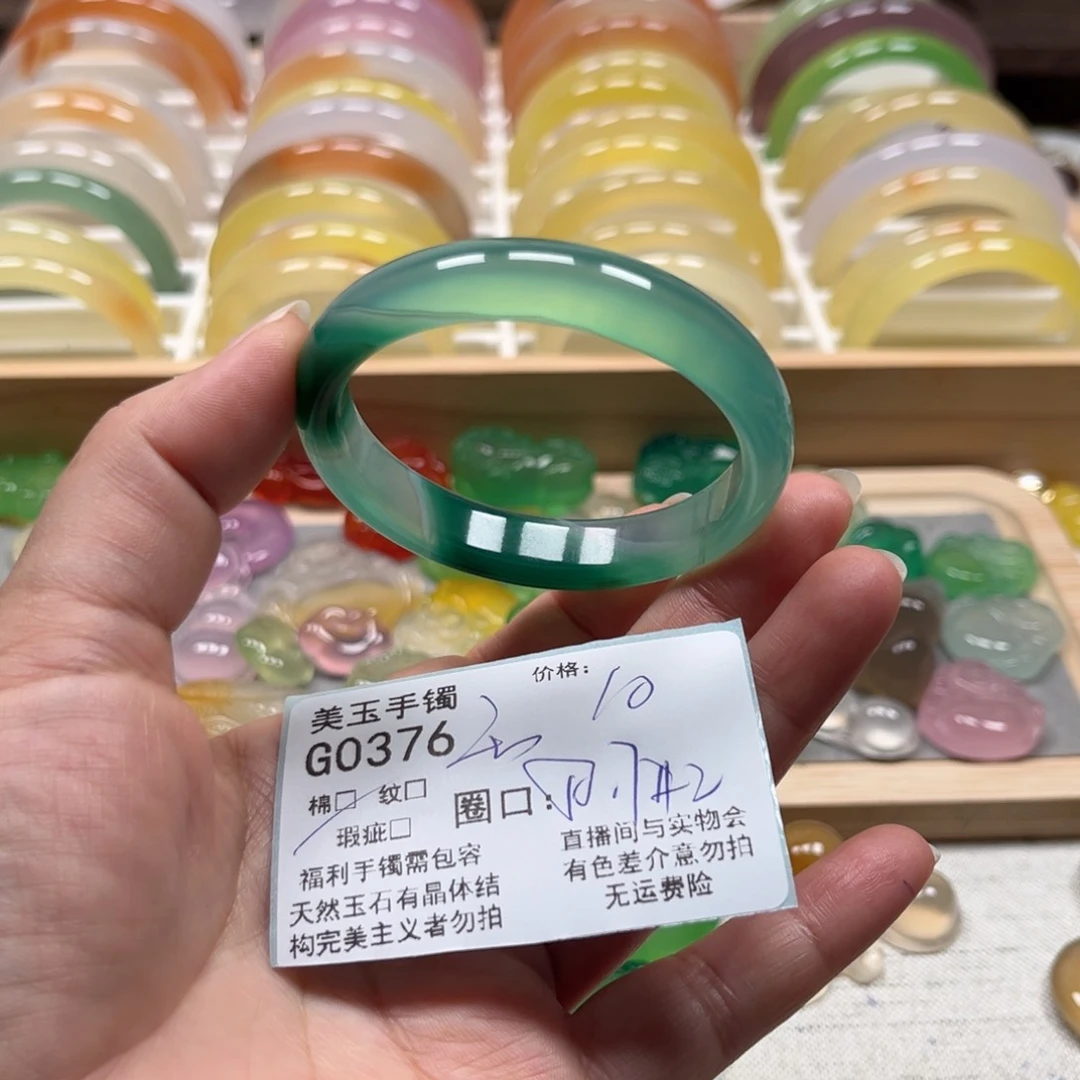 价格: 10
美玉手镯
G0376
棉□ 纹□
圈口:
瑕疵□
福利手镯需包容
天然玉石有晶体结
构完美主义者勿拍
直播间与实物会
有色差介意勿拍
无运费险